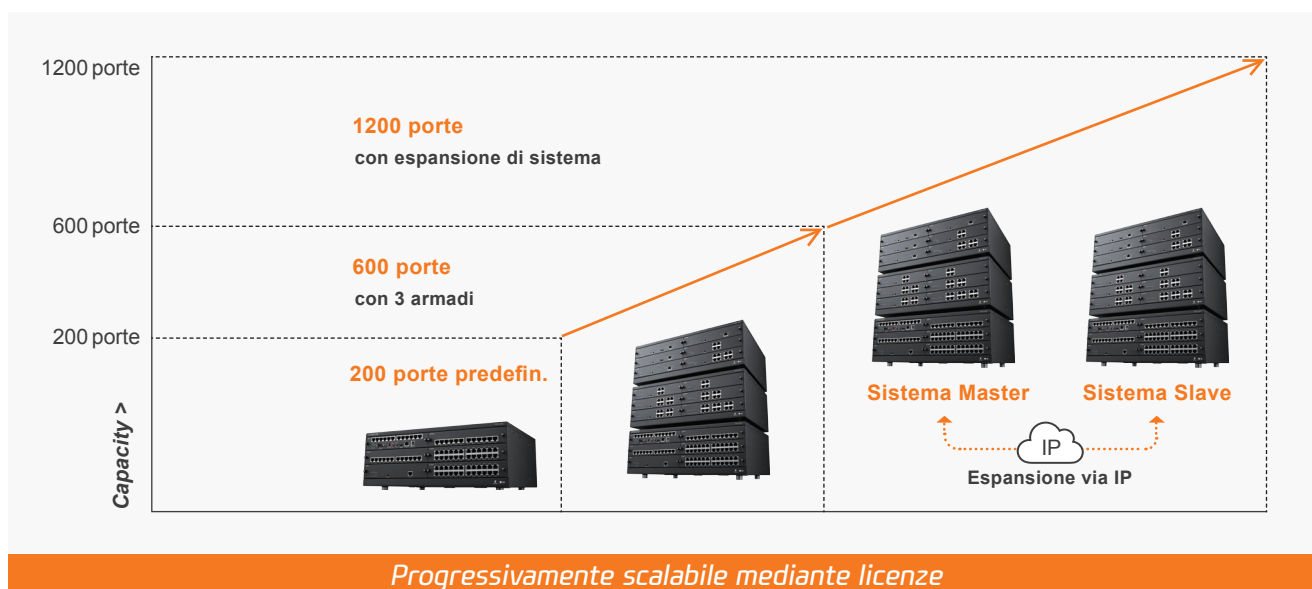 1200 porte
1200 porte
con espansione di sistema
600 porte
600 porte
con 3 armadi
200 porte
200 porte predefin.
Sistema Master
Sistema Slave
IP
Espansione via IP
Capacity >
Progressivamente scalabile mediante licenze